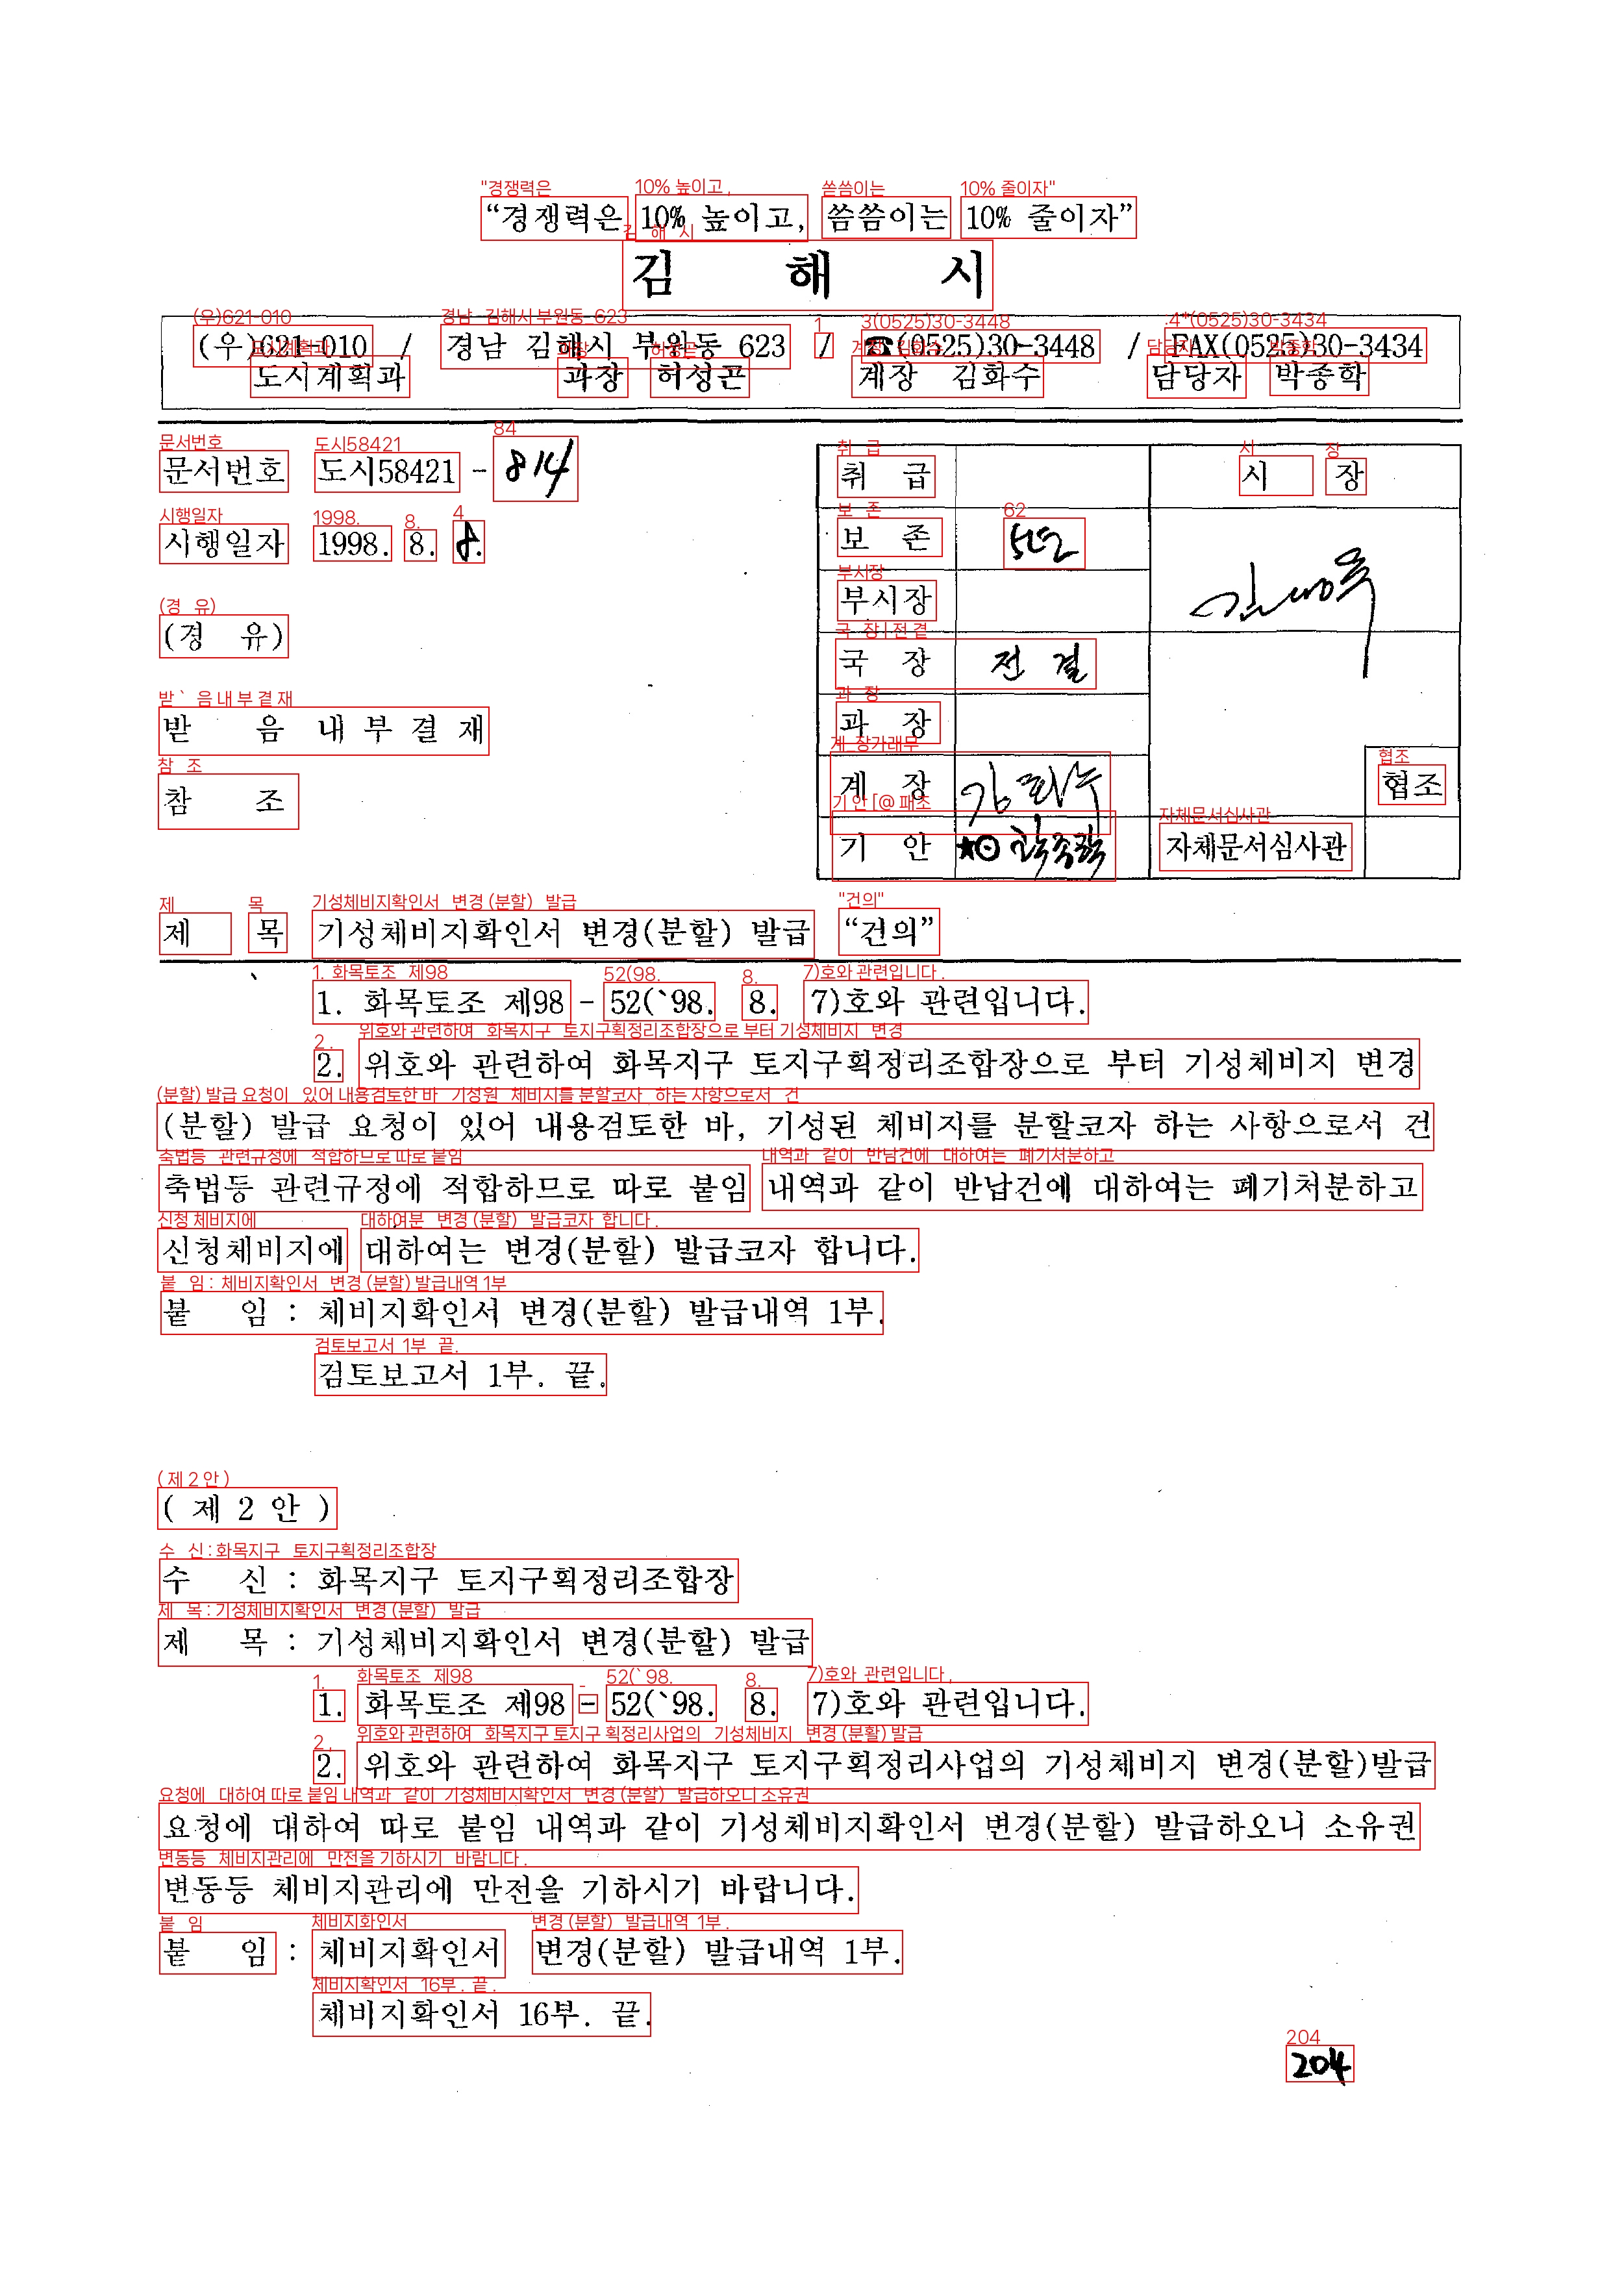 “경쟁력은 10% 높이고, 씀씀이는 10% 줄이자”
김 해 시
(우)621-010 / 경남 김해시 부원동 623 / ☎(0525)30-3448 / FAX(0525)30-3434
도시계획과 과장 허성곤 계장 김화수 담당자 박종학
문서번호 도시58421 - 814
시행일자 1998. 8. 8.
(경 유)
받 음 내 부 결 재
참 조
취 급 시 장
보 존
부시장
국 장 전 결
과 장
계 장 김화수
기 안
협조
자체문서심사관
제 목 기성체비지확인서 변경(분할) 발급 “건의”
1. 화목토조 제98 - 52(`98. 8. 7)호와 관련입니다.
2. 위호와 관련하여 화목지구 토지구획정리조합장으로 부터 기성체비지 변경
(분할) 발급 요청이 있어 내용검토한 바, 기성된 체비지를 분할코자 하는 사항으로서 건
축법등 관련규정에 적합하므로 따로 붙임 내역과 같이 반납건에 대하여는 폐기처분하고
신청체비지에 대하여는 변경(분할) 발급코자 합니다.
붙 임 : 체비지확인서 변경(분할) 발급내역 1부.
검토보고서 1부. 끝.
( 제 2 안 )
수 신 : 화목지구 토지구획정리조합장
제 목 : 기성체비지확인서 변경(분할) 발급
1. 화목토조 제98 - 52(`98. 8. 7)호와 관련입니다.
2. 위호와 관련하여 화목지구 토지구획정리사업의 기성체비지 변경(분할)발급
요청에 대하여 따로 붙임 내역과 같이 기성체비지확인서 변경(분할) 발급하오니 소유권
변동등 체비지관리에 만전을 기하시기 바랍니다.
붙 임 : 체비지확인서 변경(분할) 발급내역 1부.
체비지확인서 16부. 끝.
204